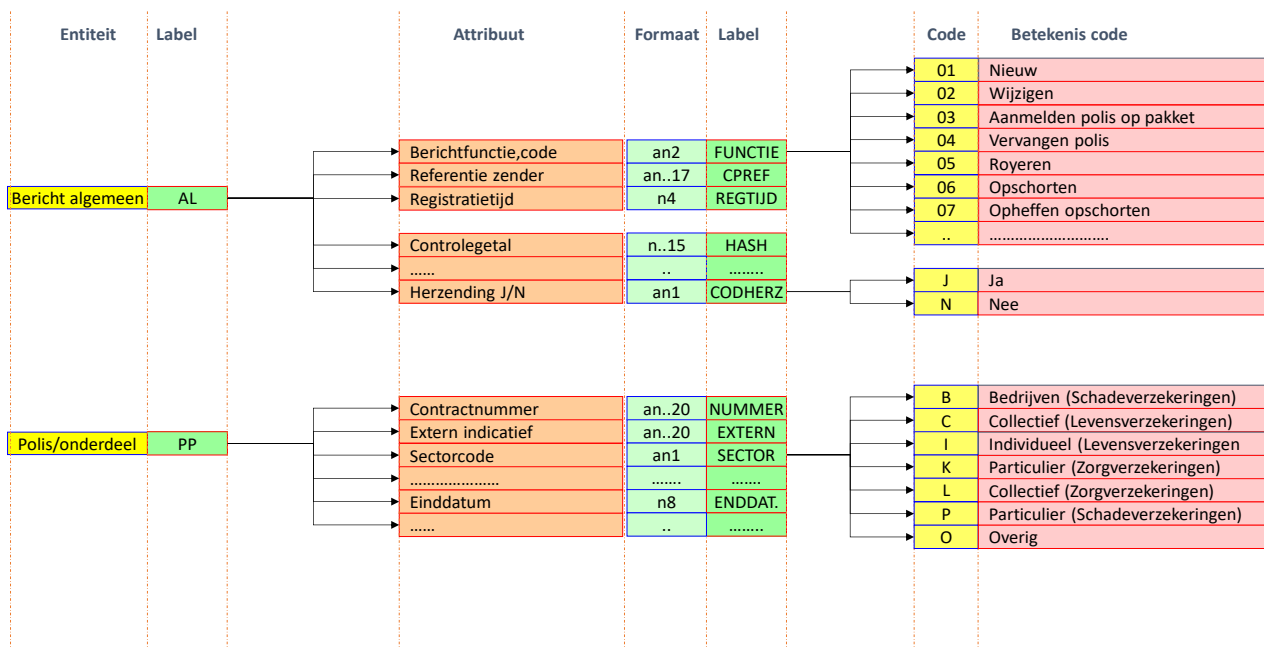 Entiteit Label Attribuut Formaat Label Code Betekenis code
01 Nieuw
02 Wijzigen
03 Aanmelden polis op pakket
Berichtfunctie,code an2 FUNCTIE 04 Vervangen polis
Referentie zender an..17 CPREF 05 Royeren
Bericht algemeen AL Registratietijd n4 REGTIJD 06 Opschorten
07 Opheffen opschorten
Controlegetal n..15 HASH .. ……………………….
...... .. ........
J Ja
Herzending J/N an1 CODHERZ
N Nee
B Bedrijven (Schadeverzekeringen)
Contractnummer an..20 NUMMER
C Collectief (Levensverzekeringen)
Extern indicatief an..20 EXTERN
Polis/onderdeel PP I Individueel (Levensverzekeringen
Sectorcode an1 SECTOR
K Particulier (Zorgverzekeringen)
………………… ……. …….
L Collectief (Zorgverzekeringen)
Einddatum n8 ENDDAT.
P Particulier (Schadeverzekeringen)
...... .. ........
O Overig